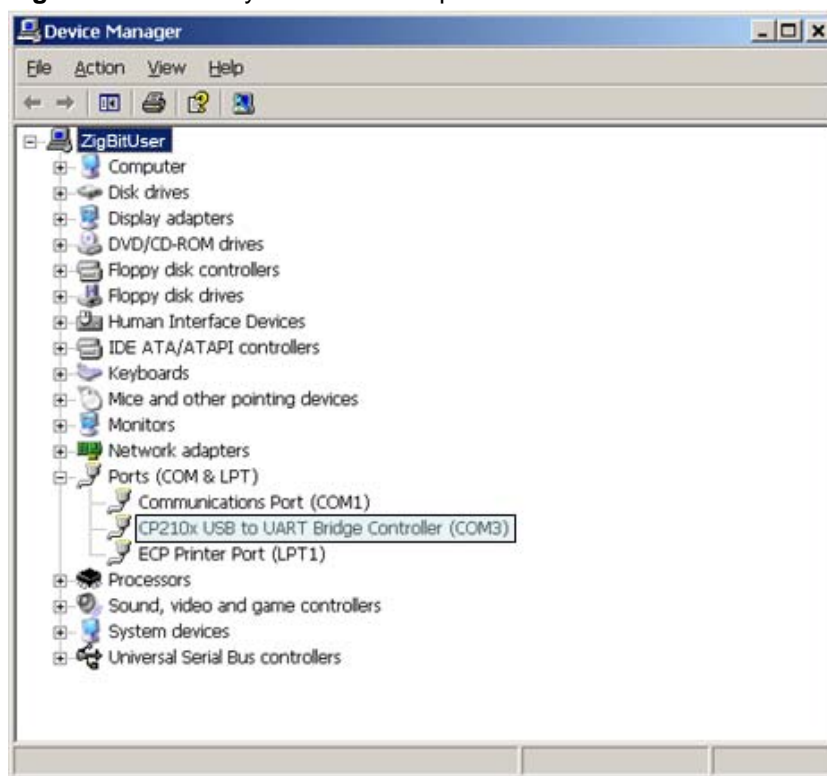 Device Manager
File Action View Help
ZigBitUser
Computer
Disk drives
Display adapters
DVD/CD-ROM drives
Floppy disk controllers
Floppy disk drives
Human Interface Devices
IDE ATA/ATAPI controllers
Keyboards
Mice and other pointing devices
Monitors
Network adapters
Ports (COM & LPT)
Communications Port (COM1)
CP210x USB to UART Bridge Controller (COM3)
ECP Printer Port (LPT1)
Processors
Sound, video and game controllers
System devices
Universal Serial Bus controllers